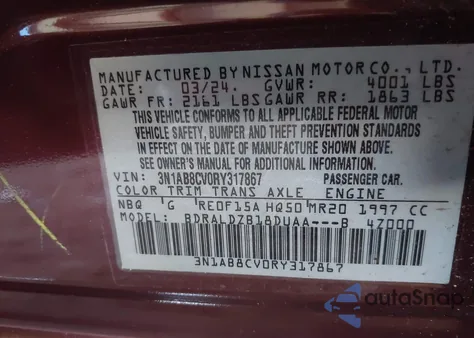 MANUFACTURED BY NISSAN MOTOR CO., LTD.
DATE: 03/24. GVWR: 4001 LBS
GAWR FR: 2161 LBS GAWR RR: 1863 LBS
THIS VEHICLE CONFORMS TO ALL APPLICABLE FEDERAL MOTOR
VEHICLE SAFETY, BUMPER AND THEFT PREVENTION STANDARDS
IN EFFECT ON THE DATE OF MANUFACTURE SHOWN ABOVE.
SEE OWNER'S MANUAL FOR ADDITIONAL INFORMATION.
VIN: 3N1AB8CV0RY317867 PASSENGER CAR.
COLOR TRIM TRANS AXLE ENGINE
NBQ G RE0F15A HQ50 MR20 1997 CC
MODEL: BDRALDZB18DUAA---B 47000
3N1AB8CV0RY317867
autoSnap